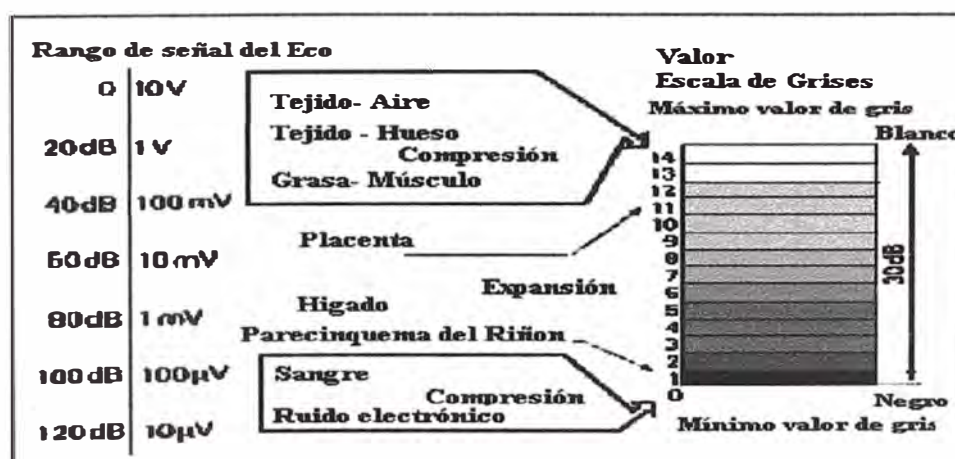 Rango de señal del Eco
0 10V
20dB 1V
40dB 100mV
60dB 10mV
80dB 1mV
100dB 100µV
120dB 10µV
Tejido- Aire
Tejido - Hueso
Compresión
Grasa- Músculo
Placenta
Expansión
Higado
Parecinquema del Riñon
Sangre
Compresión
Ruido electrónico
Valor
Escala de Grises
Máximo valor de gris
Blanco
14
13
12
11
10
9
8
7
6
5
4
3
2
1
0
30dB
Negro
Mínimo valor de gris